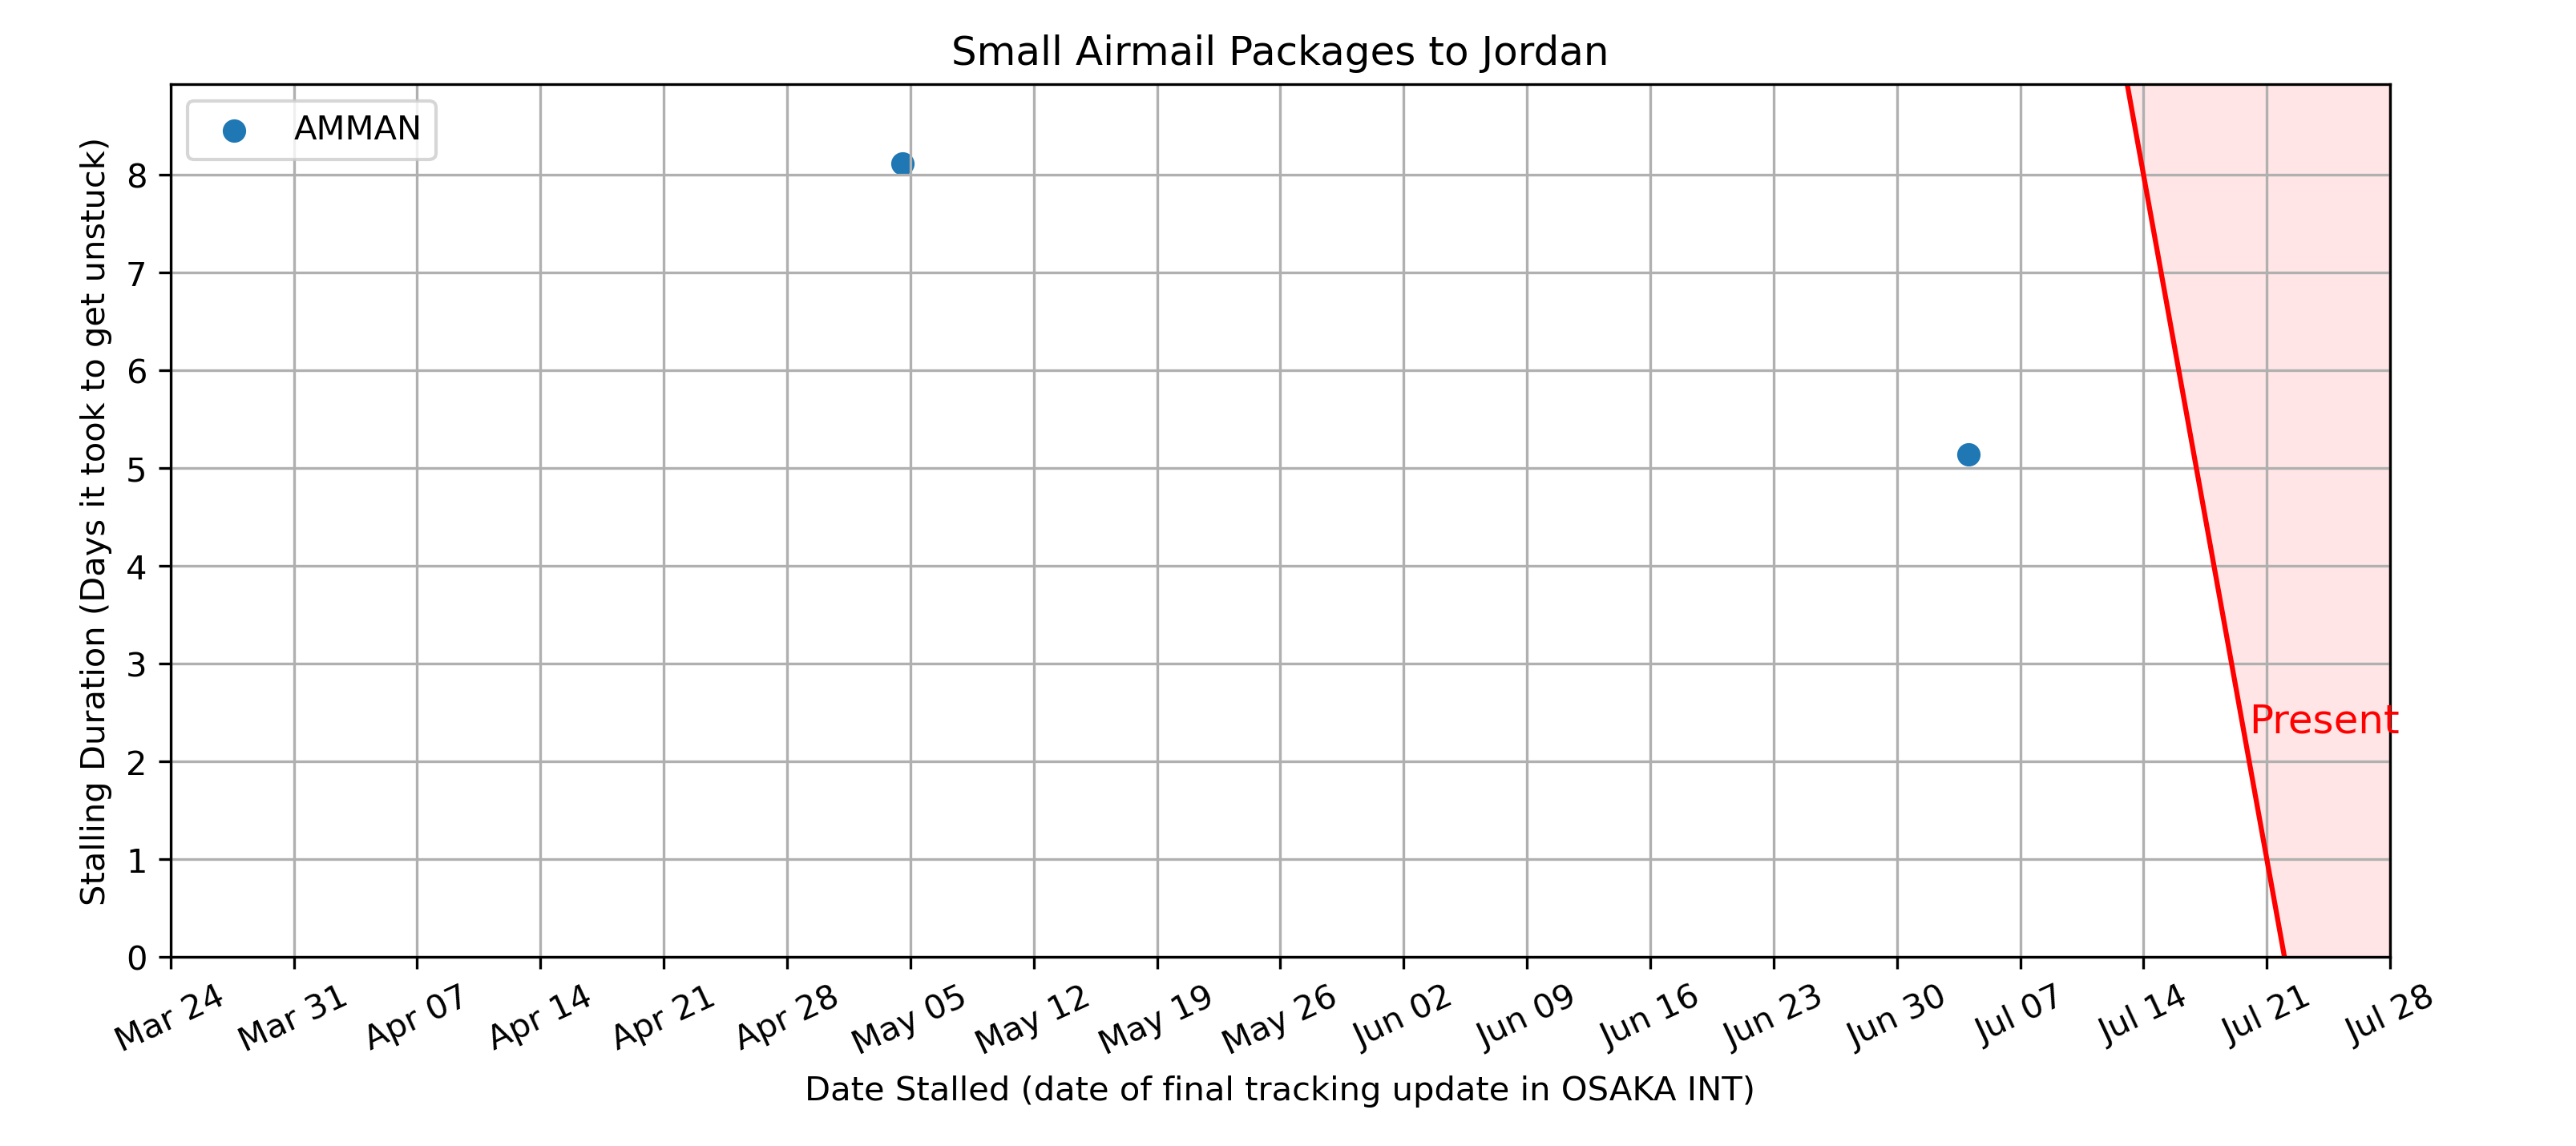 Small Airmail Packages to Jordan
AMMAN
Stalling Duration (Days it took to get unstuck)
8
7
6
5
4
3
2
1
0
Present
Mar 24
Mar 31
Apr 07
Apr 14
Apr 21
Apr 28
May 05
May 12
May 19
May 26
Jun 02
Jun 09
Jun 16
Jun 23
Jun 30
Jul 07
Jul 14
Jul 21
Jul 28
Date Stalled (date of final tracking update in OSAKA INT)